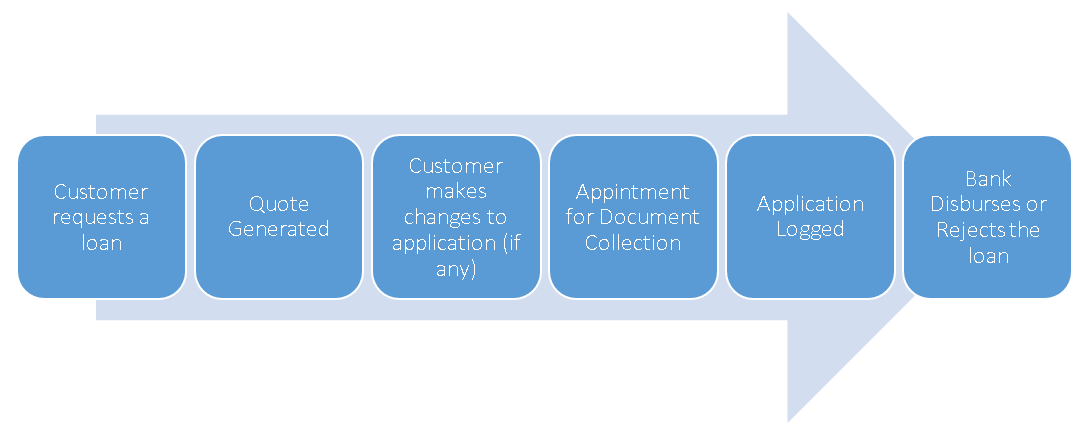 Customer
requests a
loan
Quote
Generated
Customer
makes
changes to
application (if
any)
Appintment
for Document
Collection
Application
Logged
Bank
Disburses or
Rejects the
loan